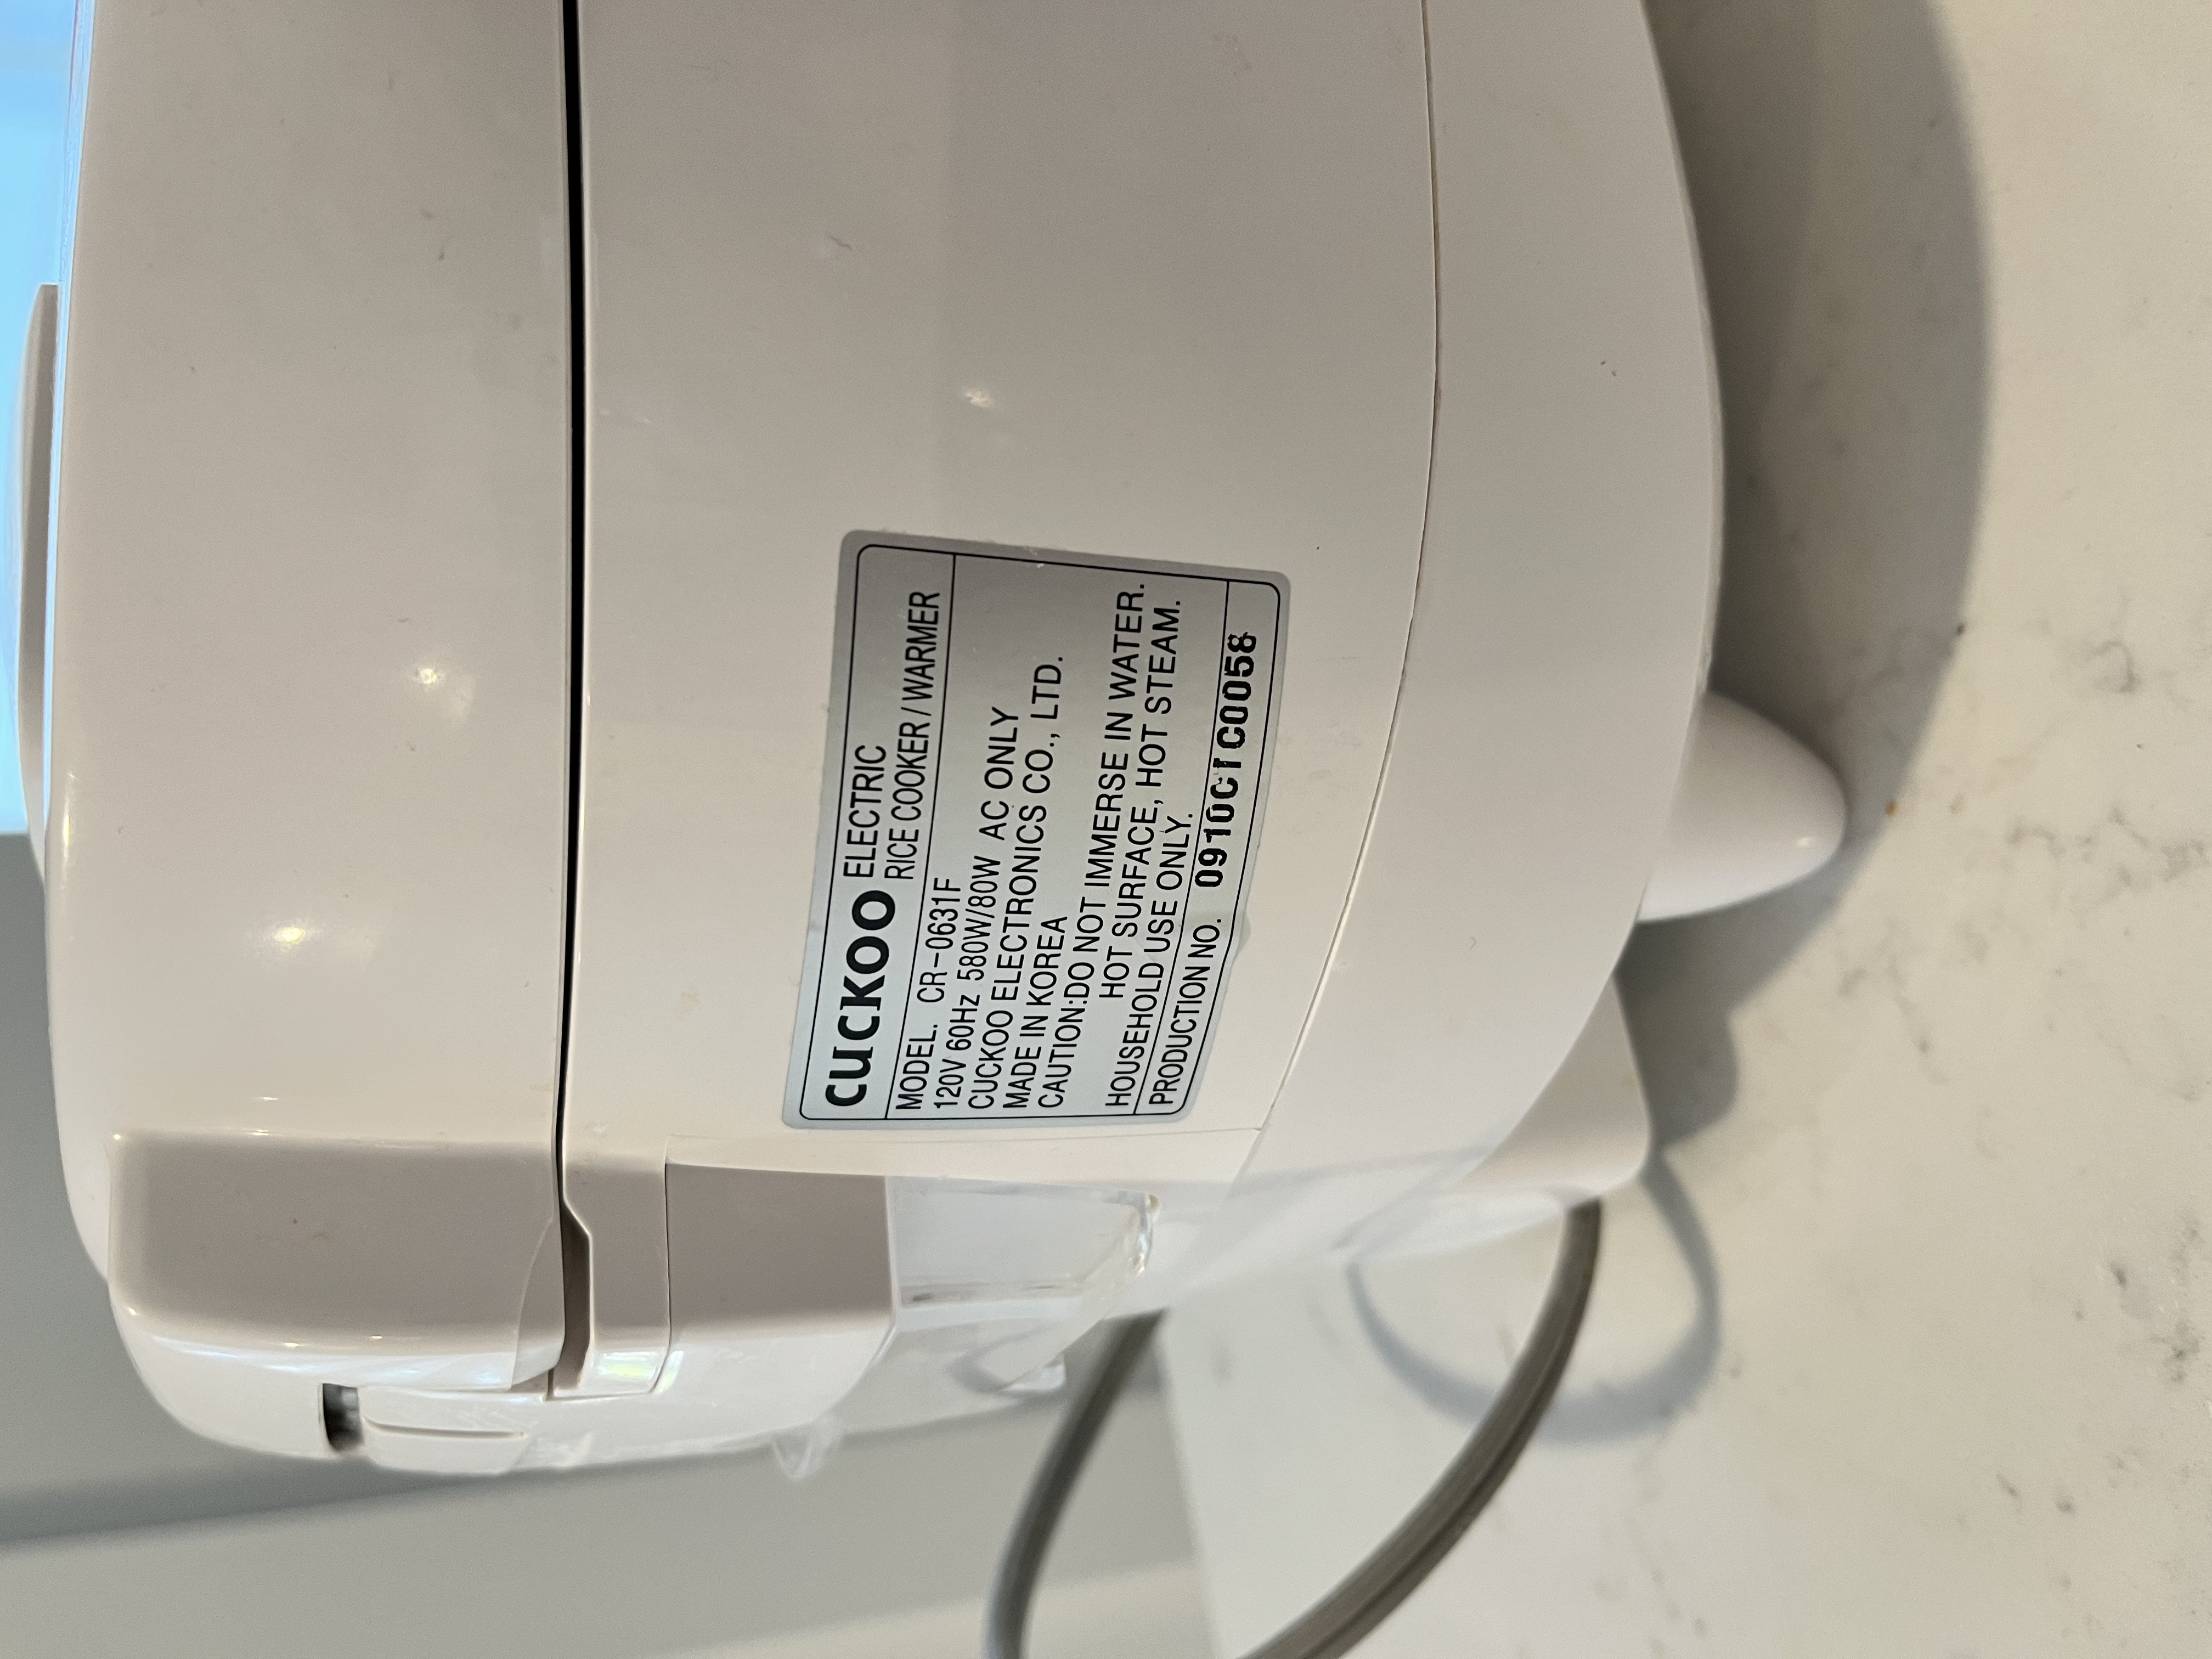 CUCKOO ELECTRIC
RICE COOKER / WARMER
MODEL. CR-0631F
120V 60Hz 580W/80W AC ONLY
CUCKOO ELECTRONICS CO., LTD.
MADE IN KOREA
CAUTION:DO NOT IMMERSE IN WATER.
HOT SURFACE, HOT STEAM.
HOUSEHOLD USE ONLY.
PRODUCTION NO.